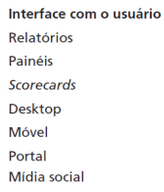 Interface com o usuário
Relatórios
Painéis
Scorecards
Desktop
Móvel
Portal
Mídia social